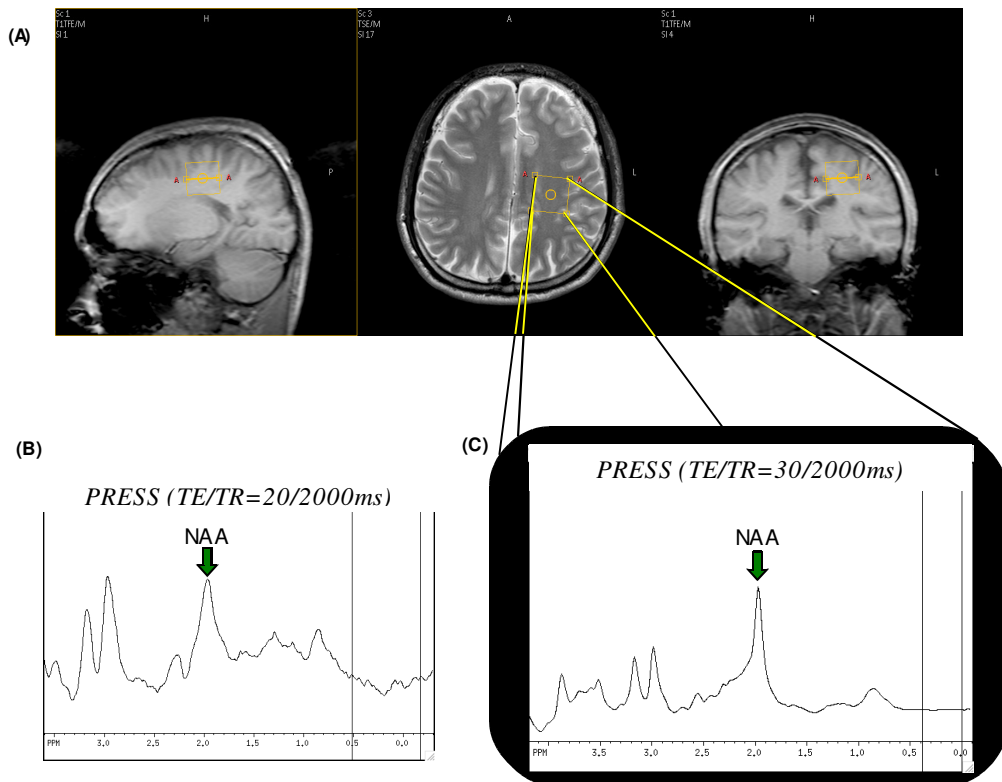 (A)
Sc 1
T1TFE/M
Sl 1
H
P
A
A
Sc 3
TSE/M
Sl 17
A
L
A
A
Sc 1
T1TFE/M
Sl 4
H
L
A
A
(B)
PRESS (TE/TR=20/2000ms)
NAA
PPM 3,0 2,5 2,0 1,5 1,0 0,5 0,0
(C)
PRESS (TE/TR=30/2000ms)
NAA
PPM 3,5 3,0 2,5 2,0 1,5 1,0 0,5 0,0